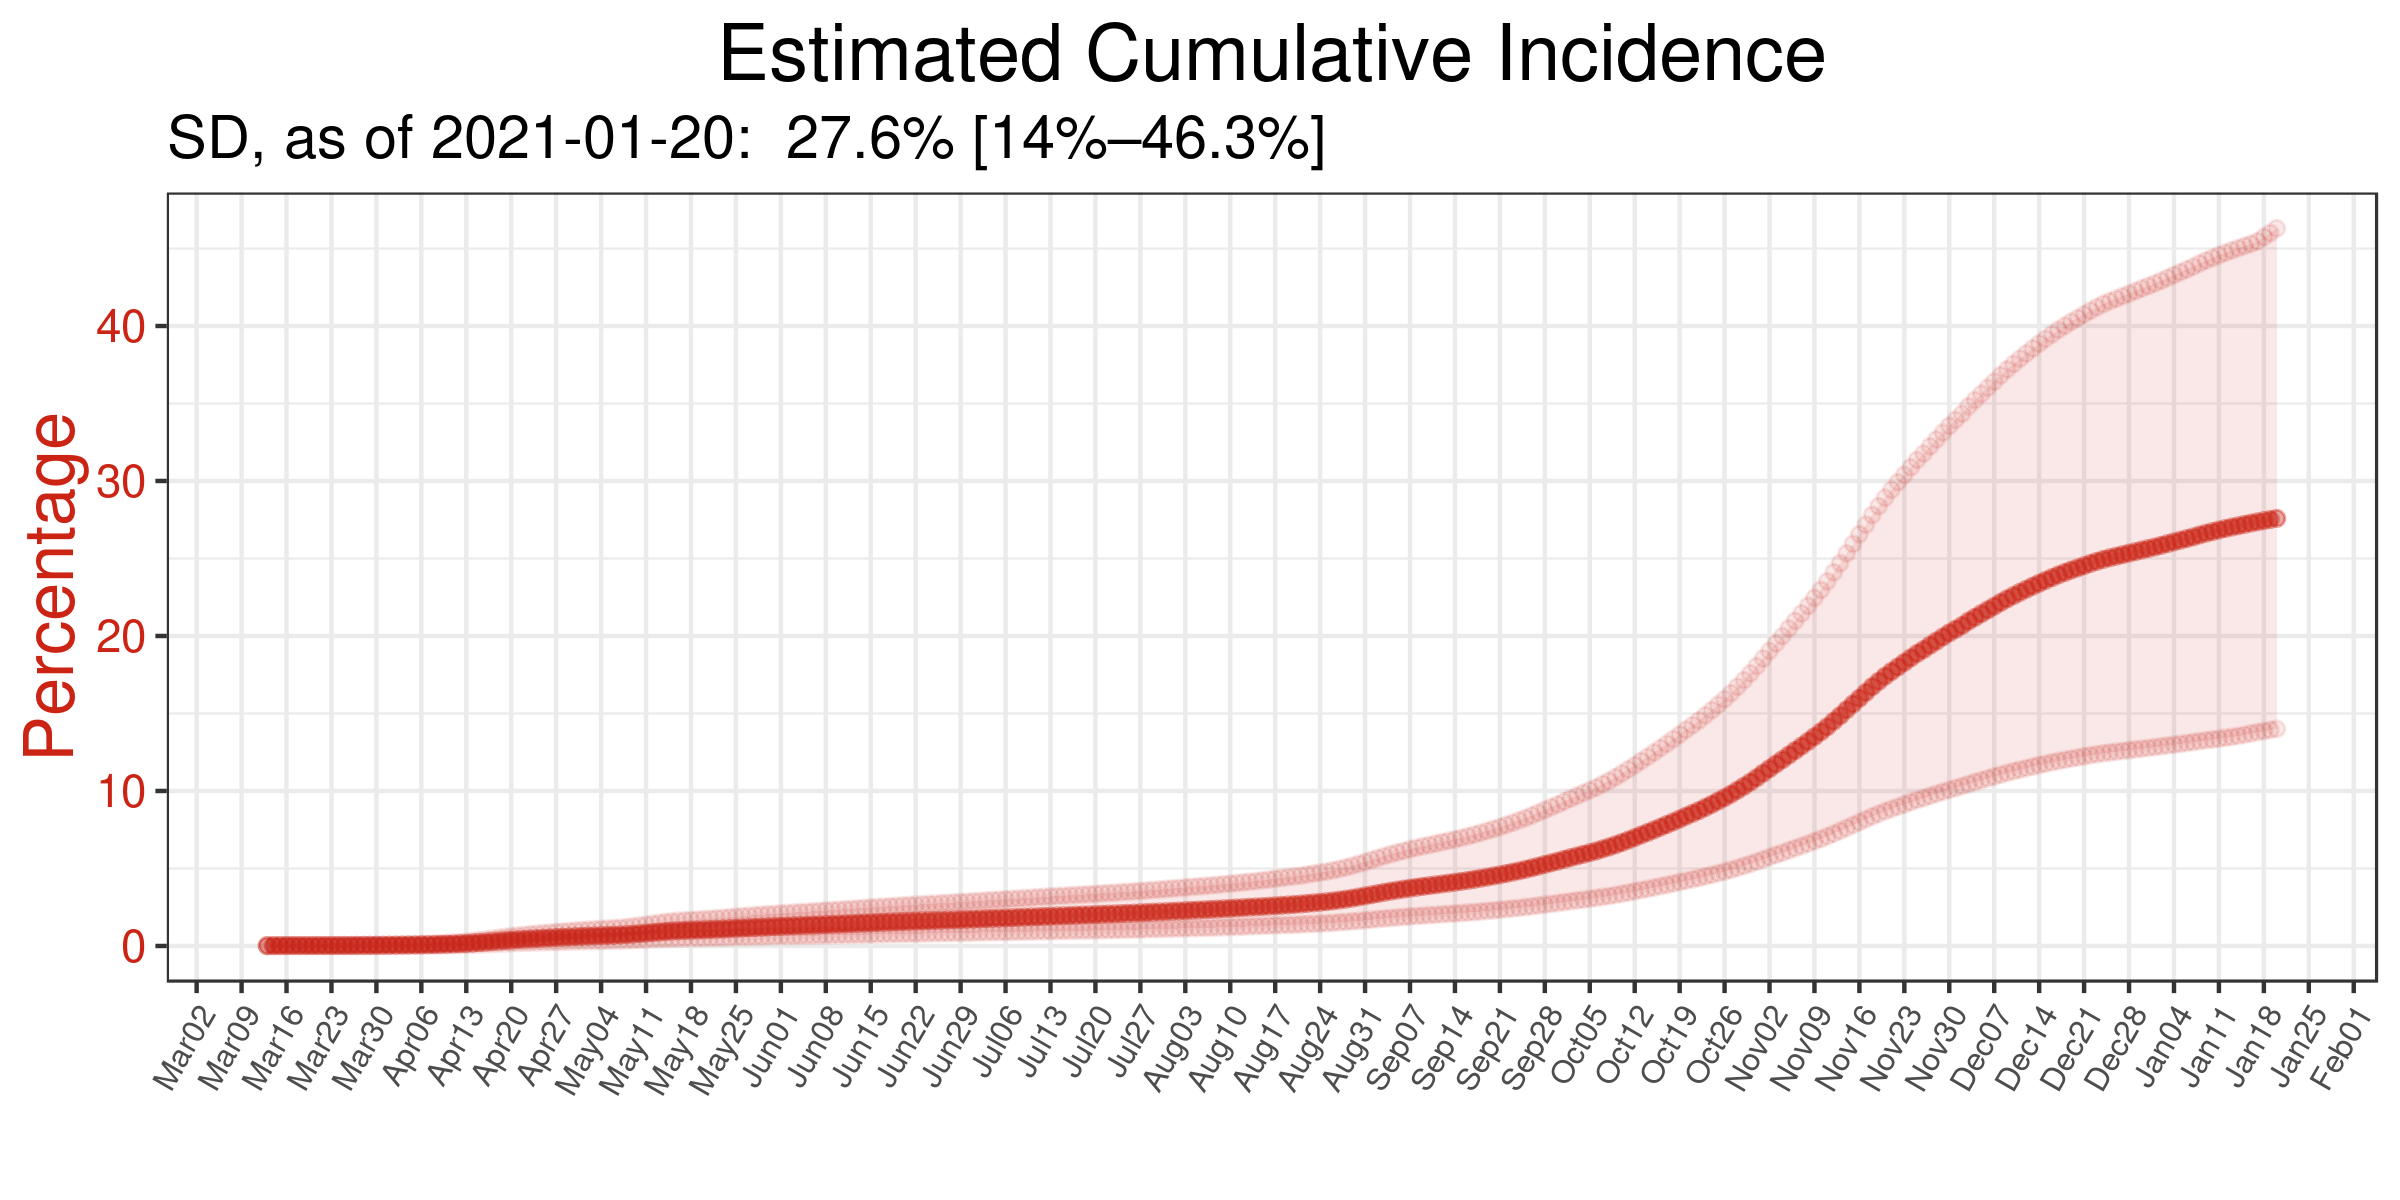 Estimated Cumulative Incidence
SD, as of 2021-01-20:  27.6% [14%–46.3%]
Percentage
40
30
20
10
0
Mar02
Mar09
Mar16
Mar23
Mar30
Apr06
Apr13
Apr20
Apr27
May04
May11
May18
May25
Jun01
Jun08
Jun15
Jun22
Jun29
Jul06
Jul13
Jul20
Jul27
Aug03
Aug10
Aug17
Aug24
Aug31
Sep07
Sep14
Sep21
Sep28
Oct05
Oct12
Oct19
Oct26
Nov02
Nov09
Nov16
Nov23
Nov30
Dec07
Dec14
Dec21
Dec28
Jan04
Jan11
Jan18
Jan25
Feb01